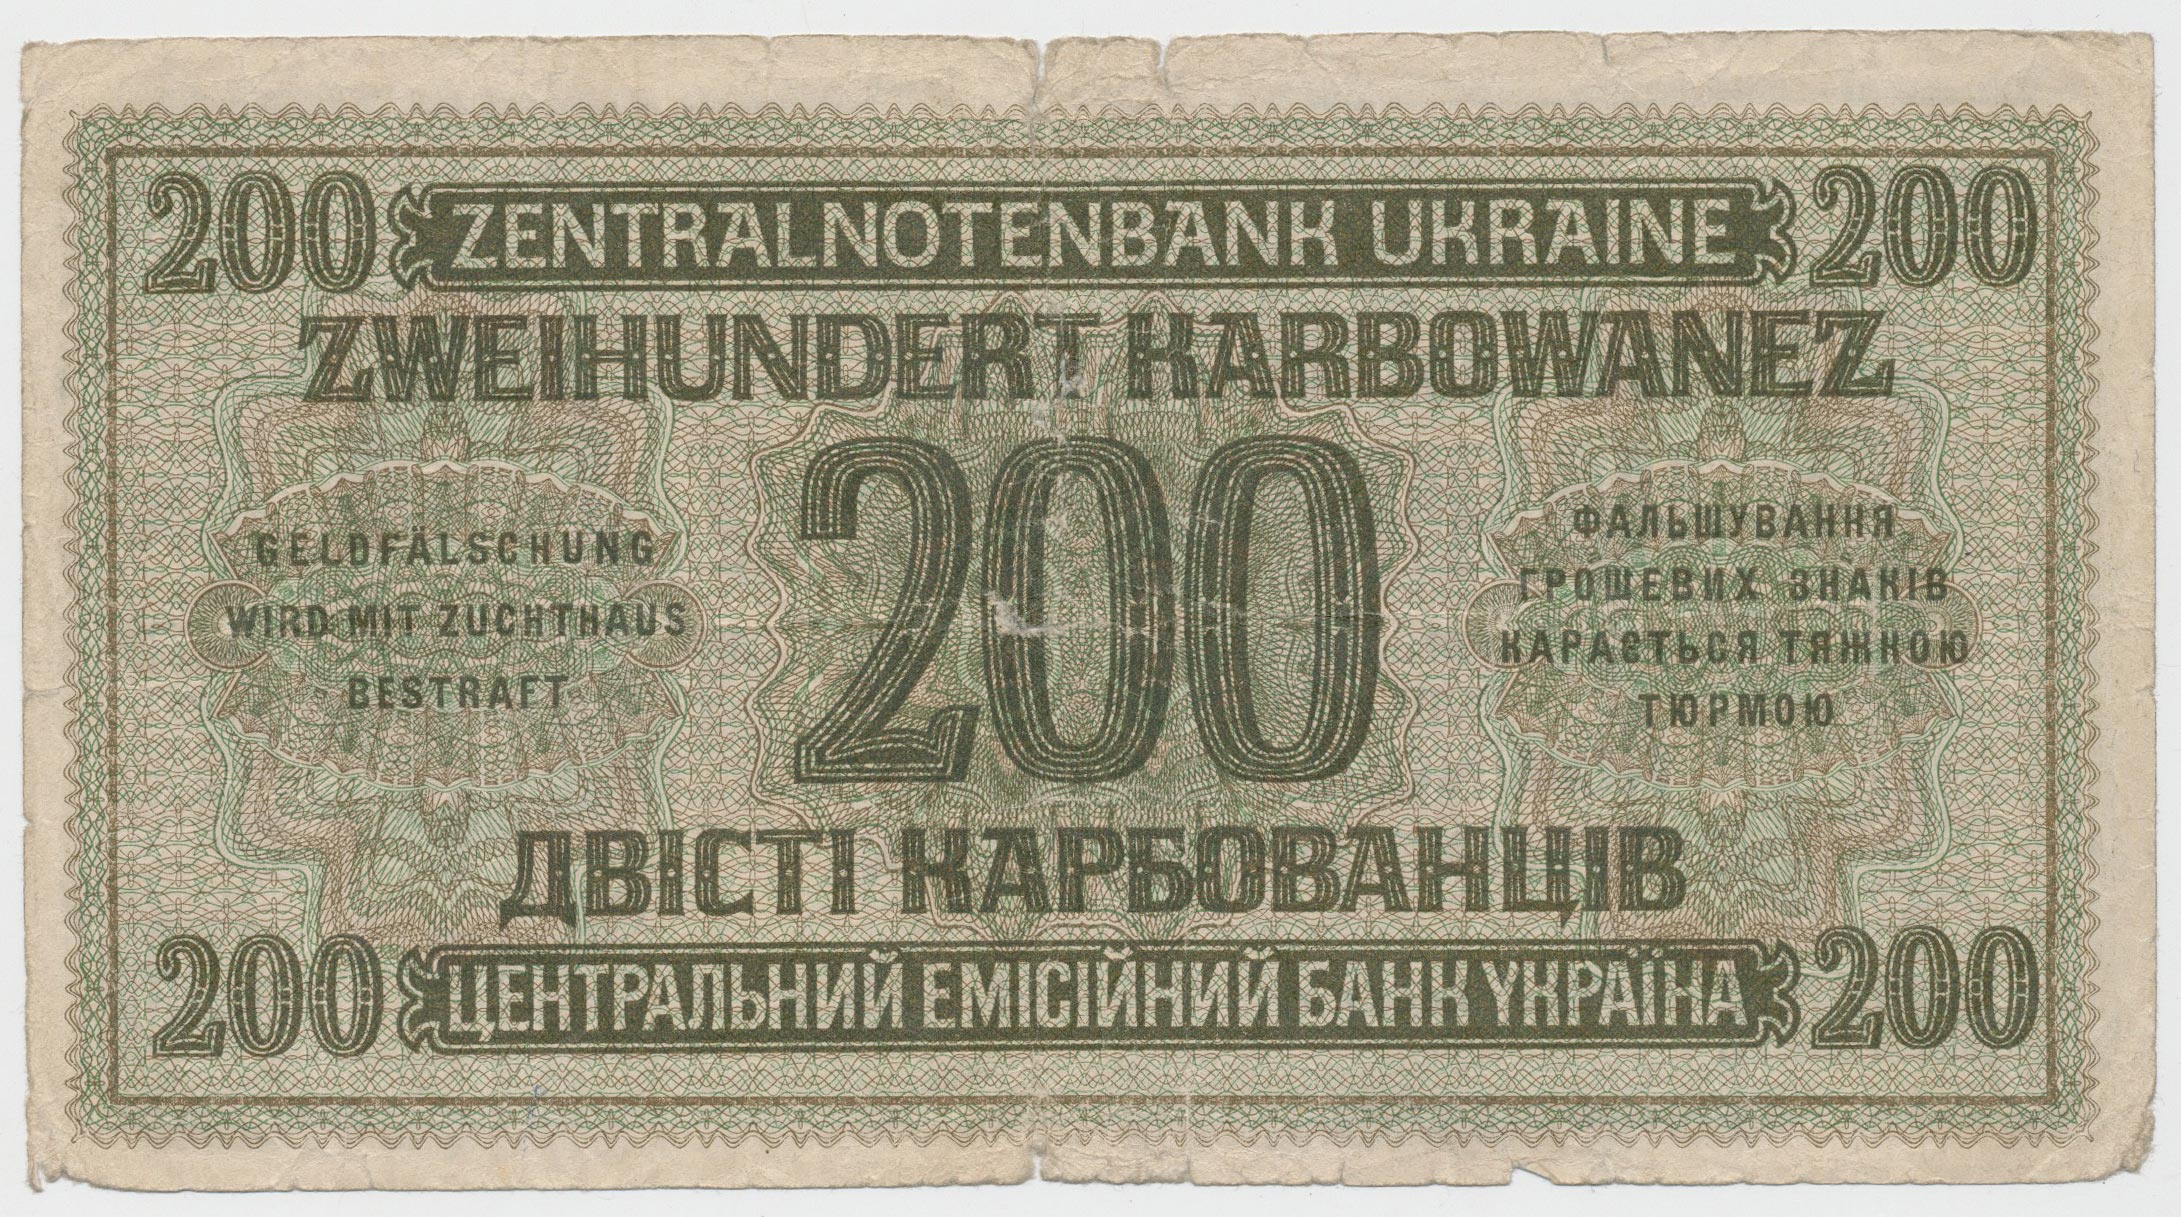 200 ZENTRALNOTENBANK UKRAINE 200
ZWEIHUNDERT KARBOWANEZ
GELDFÄLSCHUNG
WIRD MIT ZUCHTHAUS
BESTRAFT
200
ФАЛЬШУВАННЯ
ГРОШЕВИХ ЗНАКІВ
КАРАЄТЬСЯ ТЯЖКОЮ
ТЮРМОЮ
ДВІСТІ КАРБОВАНЦІВ
200 ЦЕНТРАЛЬНИЙ ЕМІСІЙНИЙ БАНК УКРАЇНА 200